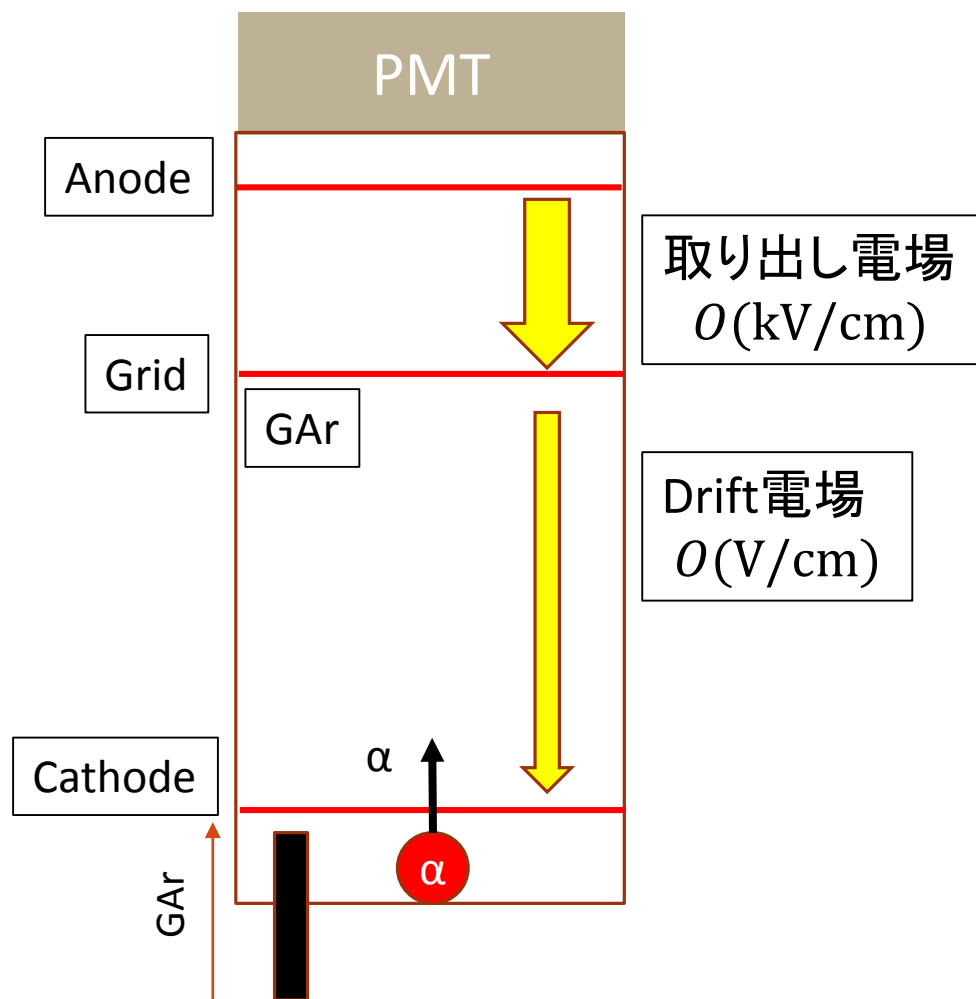 PMT
Anode
取り出し電場
O(kV/cm)
Grid
GAr
Drift電場
O(V/cm)
α
Cathode
α
GAr